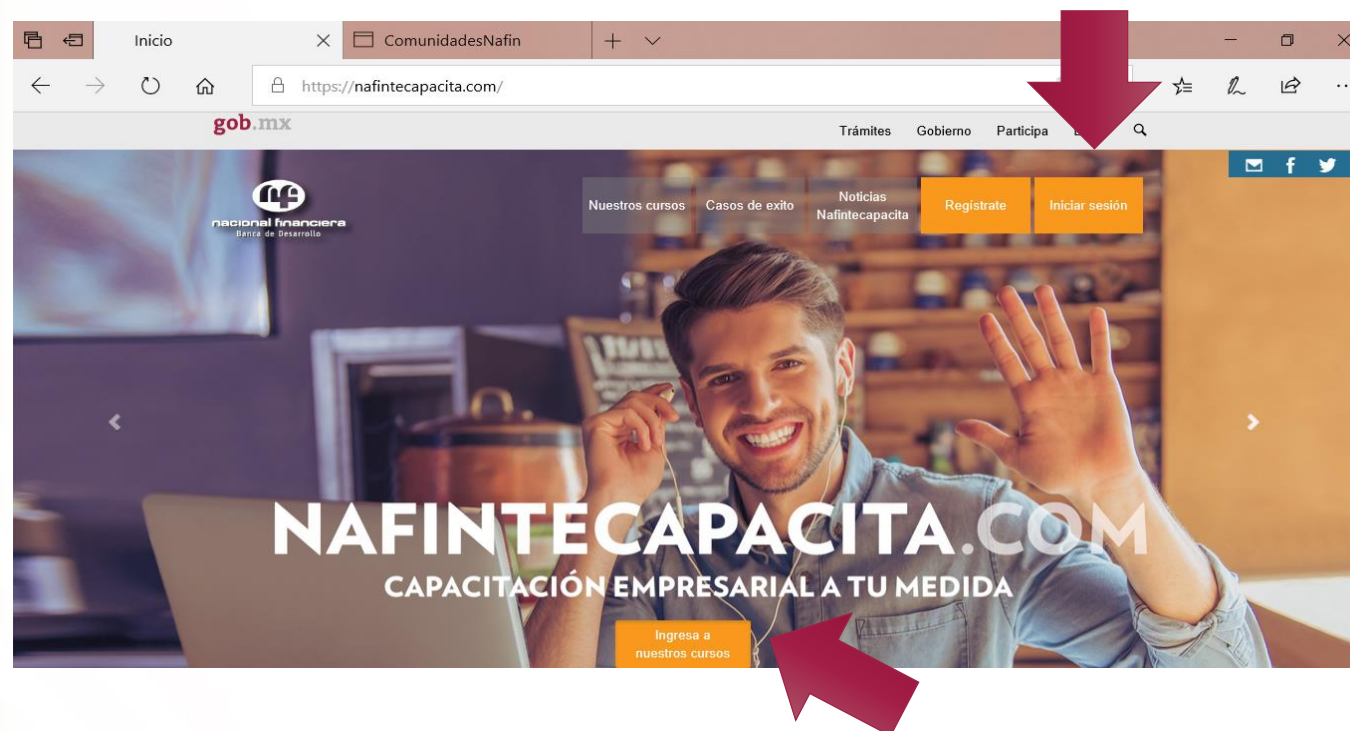 Inicio
ComunidadesNafin
https://nafintecapacita.com/
gob.mx
Trámites
Gobierno
Participa
nacional financiera
Banca de Desarrollo
Nuestros cursos
Casos de exito
Noticias
Nafintecapacita
Regístrate
Iniciar sesión
NAFINTECAPACITA.COM
CAPACITACIÓN EMPRESARIAL A TU MEDIDA
Ingresa a
nuestros cursos